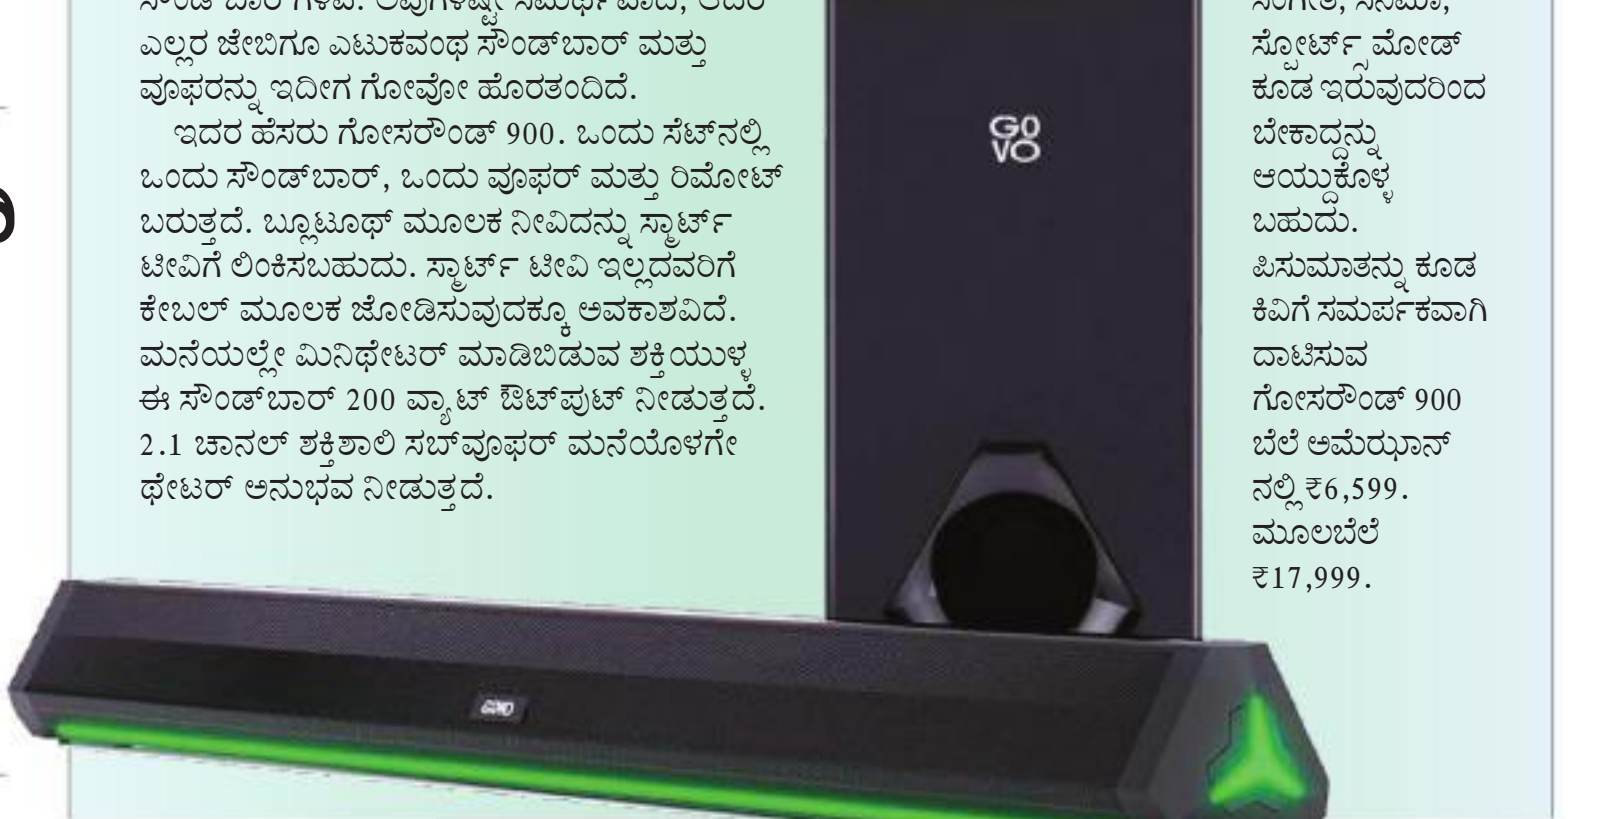 ಎಲ್ಲರ ಜೇಬಿಗೂ ಎಟುಕವಂಥ ಸೌಂಡ್‌ಬಾರ್ ಮತ್ತು
ವೂಫರನ್ನು ಇದೀಗ ಗೋವೋ ಹೊರತಂದಿದೆ.
ಇದರ ಹೆಸರು ಗೋಸರೌಂಡ್ 900. ಒಂದು ಸೆಟ್‌ನಲ್ಲಿ
ಒಂದು ಸೌಂಡ್‌ಬಾರ್, ಒಂದು ವೂಫರ್ ಮತ್ತು ರಿಮೋಟ್
ಬರುತ್ತದೆ. ಬ್ಲೂಟೂಥ್ ಮೂಲಕ ನೀವಿದನ್ನು ಸ್ಮಾರ್ಟ್
ಟೀವಿಗೆ ಲಿಂಕಿಸಬಹುದು. ಸ್ಮಾರ್ಟ್ ಟೀವಿ ಇಲ್ಲದವರಿಗೆ
ಕೇಬಲ್ ಮೂಲಕ ಜೋಡಿಸುವುದಕ್ಕೂ ಅವಕಾಶವಿದೆ.
ಮನೆಯಲ್ಲೇ ಮಿನಿಥೇಟರ್ ಮಾಡಿಬಿಡುವ ಶಕ್ತಿಯುಳ್ಳ
ಈ ಸೌಂಡ್‌ಬಾರ್ 200 ವ್ಯಾಟ್ ಔಟ್‌ಪುಟ್ ನೀಡುತ್ತದೆ.
2.1 ಚಾನಲ್ ಶಕ್ತಿಶಾಲಿ ಸಬ್‌ವೂಫರ್ ಮನೆಯೊಳಗೇ
ಥೇಟರ್ ಅನುಭವ ನೀಡುತ್ತದೆ.
GO
VO
GOVO
ಸಂಗೀತ, ಸಿನಿಮಾ,
ಸ್ಪೋರ್ಟ್ಸ್ ಮೋಡ್
ಕೂಡ ಇರುವುದರಿಂದ
ಬೇಕಾದ್ದನ್ನು
ಆಯ್ದುಕೊಳ್ಳ
ಬಹುದು.
ಪಿಸುಮಾತನ್ನು ಕೂಡ
ಕಿವಿಗೆ ಸಮರ್ಪಕವಾಗಿ
ದಾಟಿಸುವ
ಗೋಸರೌಂಡ್ 900
ಬೆಲೆ ಅಮೆಝಾನ್
ನಲ್ಲಿ ₹6,599.
ಮೂಲಬೆಲೆ
₹17,999.